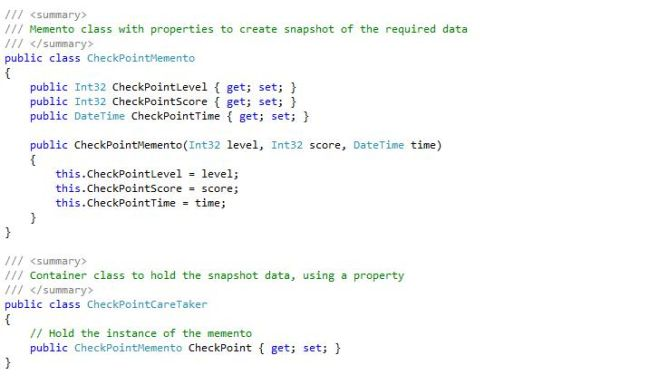 /// <summary>
/// Memento class with properties to create snapshot of the required data
/// </summary>
public class CheckPointMemento
{
    public Int32 CheckPointLevel { get; set; }
    public Int32 CheckPointScore { get; set; }
    public DateTime CheckPointTime { get; set; }

    public CheckPointMemento(Int32 level, Int32 score, DateTime time)
    {
        this.CheckPointLevel = level;
        this.CheckPointScore = score;
        this.CheckPointTime = time;
    }
}

/// <summary>
/// Container class to hold the snapshot data, using a property
/// </summary>
public class CheckPointCareTaker
{
    // Hold the instance of the memento
    public CheckPointMemento CheckPoint { get; set; }
}